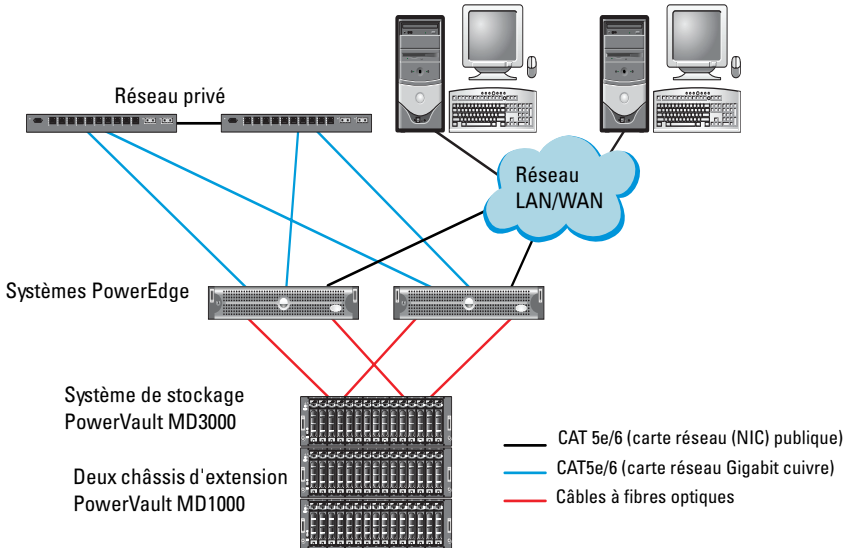 Réseau privé
Réseau
LAN/WAN
Systèmes PowerEdge
Système de stockage
PowerVault MD3000
Deux châssis d'extension
PowerVault MD1000
CAT 5e/6 (carte réseau (NIC) publique)
CAT5e/6 (carte réseau Gigabit cuivre)
Câbles à fibres optiques